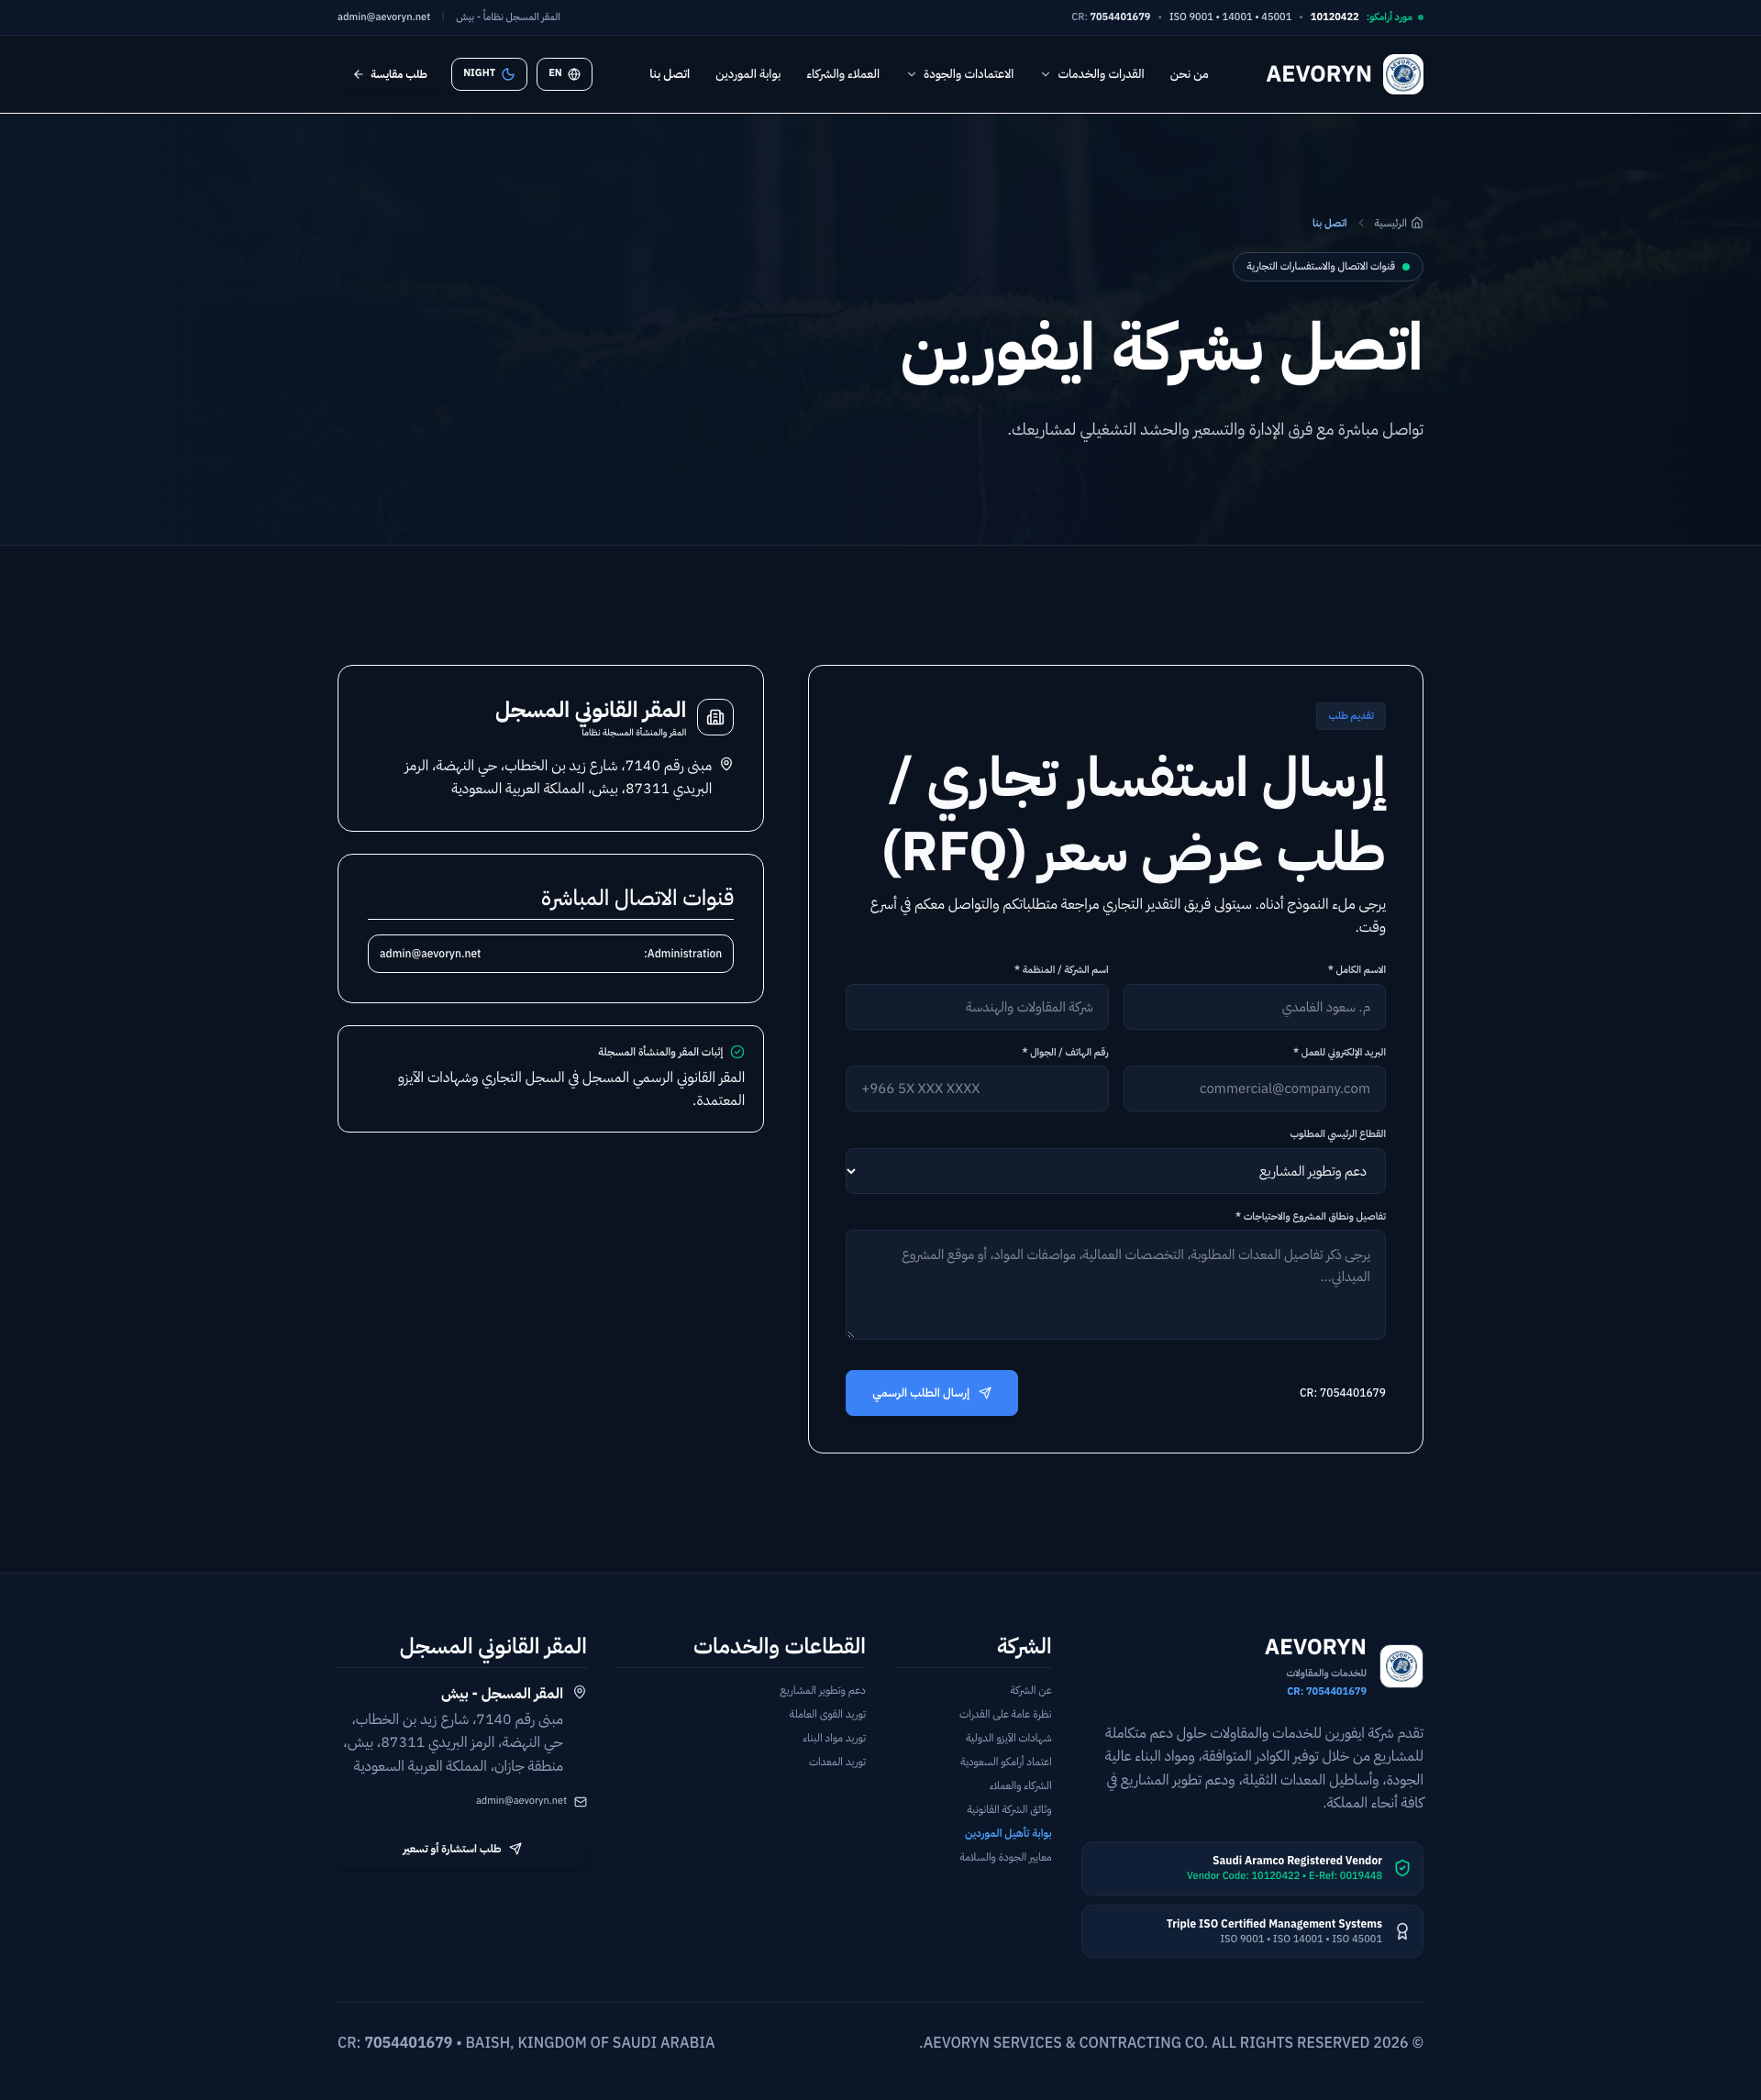 مورد أرامكو: 10120422 • ISO 9001 • 14001 • 45001 • CR: 7054401679
المقر المسجل نظاماً - بيش | admin@aevoryn.net
AEVORYN
من نحن
القدرات والخدمات
الاعتمادات والجودة
العملاء والشركاء
بوابة الموردين
اتصل بنا
EN
NIGHT
طلب مقايسة
الرئيسية
اتصل بنا
قنوات الاتصال والاستفسارات التجارية
اتصل بشركة ايفورين
تواصل مباشرة مع فرق الإدارة والتسعير والحشد التشغيلي لمشاريعك.
تقديم طلب
إرسال استفسار تجاري /
طلب عرض سعر (RFQ)
يرجى ملء النموذج أدناه. سيتولى فريق التقدير التجاري مراجعة متطلباتكم والتواصل معكم في أسرع
وقت.
الاسم الكامل *
اسم الشركة / المنظمة *
م. سعود الغامدي
شركة المقاولات والهندسة
البريد الإلكتروني للعمل *
رقم الهاتف / الجوال *
commercial@company.com
+966 5X XXX XXXX
القطاع الرئيسي المطلوب
دعم وتطوير المشاريع
تفاصيل ونطاق المشروع والاحتياجات *
يرجى ذكر تفاصيل المعدات المطلوبة، التخصصات العمالية، مواصفات المواد، أو موقع المشروع
الميداني...
CR: 7054401679
إرسال الطلب الرسمي
المقر القانوني المسجل
المقر والمنشأة المسجلة نظاماً
مبنى رقم 7140، شارع زيد بن الخطاب، حي النهضة، الرمز
البريدي 87311، بيش، المملكة العربية السعودية
قنوات الاتصال المباشرة
Administration:
admin@aevoryn.net
إثبات المقر والمنشأة المسجلة
المقر القانوني الرسمي المسجل في السجل التجاري وشهادات الآيزو
المعتمدة.
AEVORYN
للخدمات والمقاولات
CR: 7054401679
تقدم شركة ايفورين للخدمات والمقاولات حلول دعم متكاملة
للمشاريع من خلال توفير الكوادر المتوافقة، ومواد البناء عالية
الجودة، وأساطيل المعدات الثقيلة، ودعم تطوير المشاريع في
كافة أنحاء المملكة.
Saudi Aramco Registered Vendor
Vendor Code: 10120422 • E-Ref: 0019448
Triple ISO Certified Management Systems
ISO 9001 • ISO 14001 • ISO 45001
الشركة
عن الشركة
نظرة عامة على القدرات
شهادات الآيزو الدولية
اعتماد أرامكو السعودية
الشركاء والعملاء
وثائق الشركة القانونية
بوابة تأهيل الموردين
معايير الجودة والسلامة
القطاعات والخدمات
دعم وتطوير المشاريع
توريد القوى العاملة
توريد مواد البناء
توريد المعدات
المقر القانوني المسجل
المقر المسجل - بيش
مبنى رقم 7140، شارع زيد بن الخطاب،
حي النهضة، الرمز البريدي 87311، بيش،
منطقة جازان، المملكة العربية السعودية
admin@aevoryn.net
طلب استشارة أو تسعير
© 2026 AEVORYN SERVICES & CONTRACTING CO. ALL RIGHTS RESERVED.
CR: 7054401679 • BAISH, KINGDOM OF SAUDI ARABIA